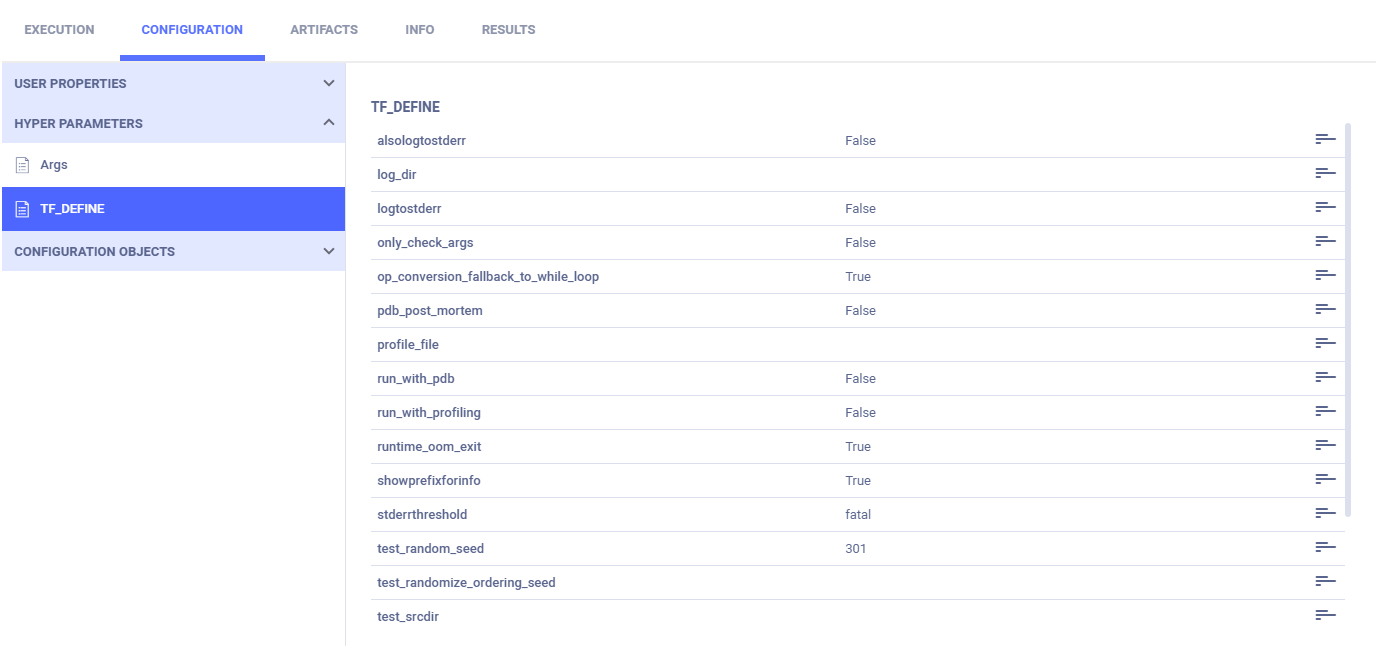 EXECUTION CONFIGURATION ARTIFACTS INFO RESULTS
USER PROPERTIES
HYPER PARAMETERS
Args
TF_DEFINE
CONFIGURATION OBJECTS
TF_DEFINE
alsologtostderr False
log_dir
logtostderr False
only_check_args False
op_conversion_fallback_to_while_loop True
pdb_post_mortem False
profile_file
run_with_pdb False
run_with_profiling False
runtime_oom_exit True
showprefixforinfo True
stderrthreshold fatal
test_random_seed 301
test_randomize_ordering_seed
test_srcdir